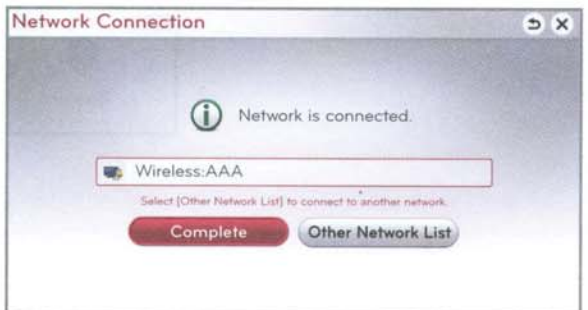 Network Connection
Network is connected.
Wireless:AAA
Select [Other Network List] to connect to another network.
Complete
Other Network List